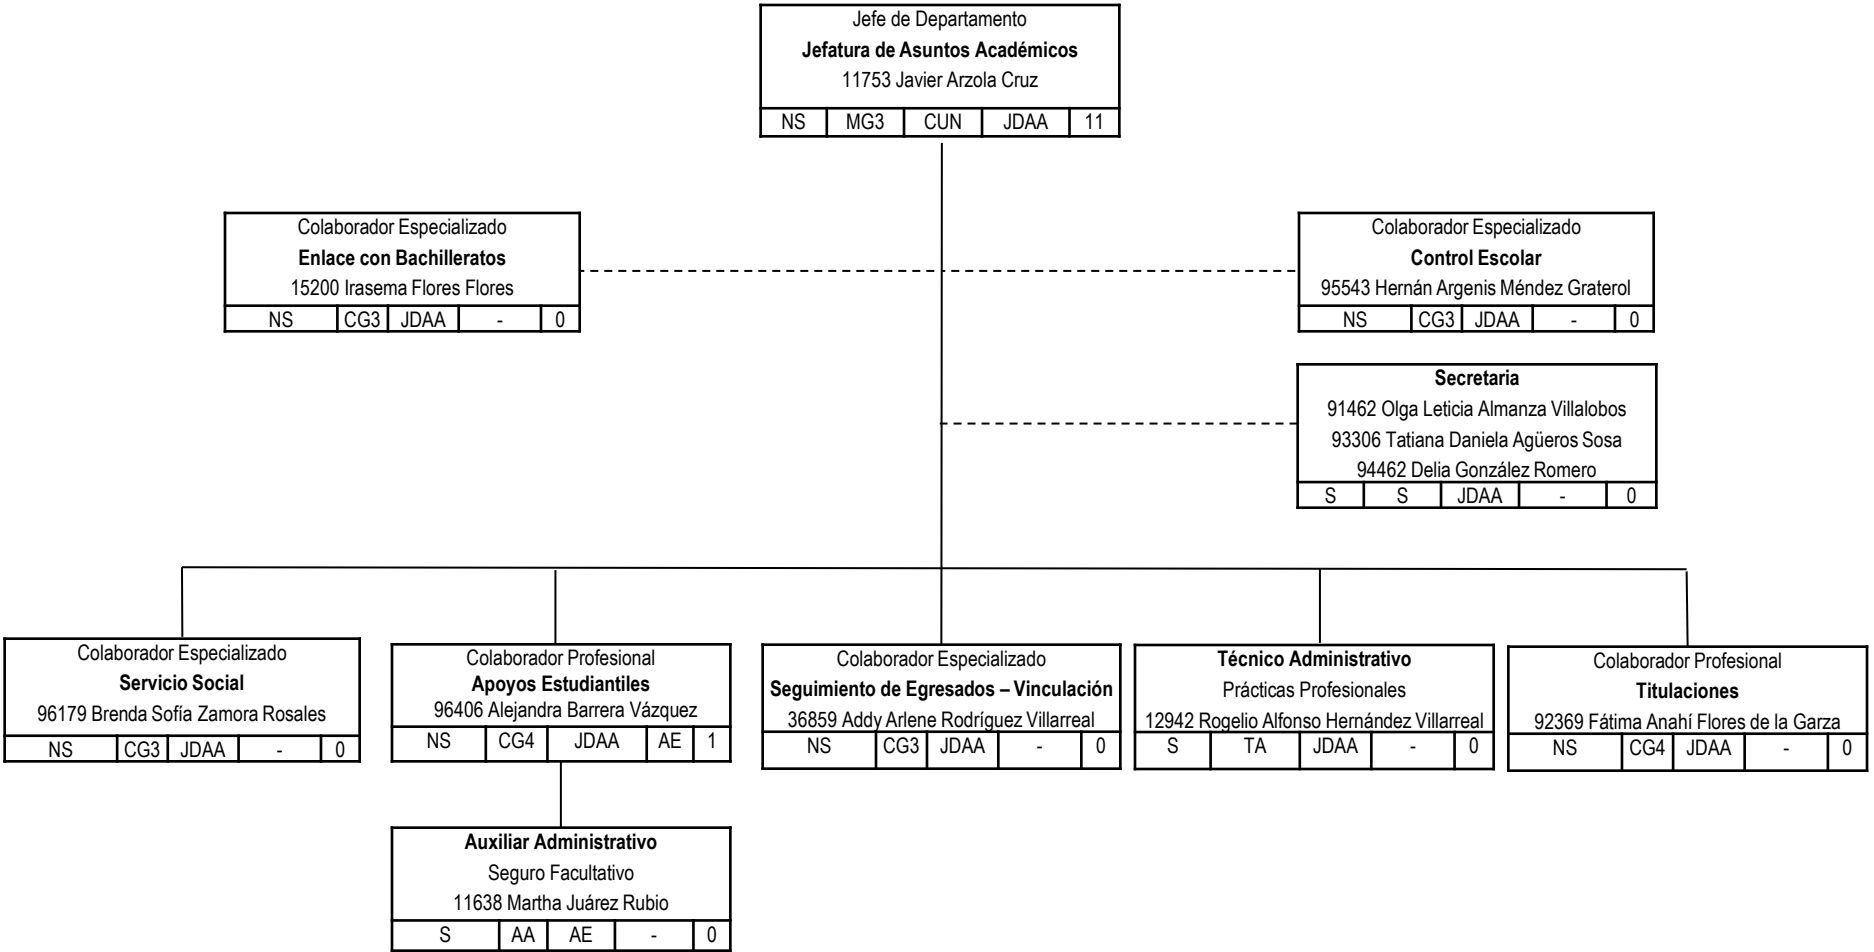 Jefe de Departamento
Jefatura de Asuntos Académicos
11753 Javier Arzola Cruz
NS MG3 CUN JDAA 11
Colaborador Especializado
Enlace con Bachilleratos
15200 Irasema Flores Flores
NS CG3 JDAA - 0
Colaborador Especializado
Control Escolar
95543 Hernán Argenis Méndez Graterol
NS CG3 JDAA - 0
Secretaria
91462 Olga Leticia Almanza Villalobos
93306 Tatiana Daniela Agüeros Sosa
94462 Delia González Romero
S S JDAA - 0
Colaborador Especializado
Servicio Social
96179 Brenda Sofía Zamora Rosales
NS CG3 JDAA - 0
Colaborador Profesional
Apoyos Estudiantiles
96406 Alejandra Barrera Vázquez
NS CG4 JDAA AE 1
Colaborador Especializado
Seguimiento de Egresados – Vinculación
36859 Addy Arlene Rodríguez Villarreal
NS CG3 JDAA - 0
Técnico Administrativo
Prácticas Profesionales
12942 Rogelio Alfonso Hernández Villarreal
S TA JDAA - 0
Colaborador Profesional
Titulaciones
92369 Fátima Anahí Flores de la Garza
NS CG4 JDAA - 0
Auxiliar Administrativo
Seguro Facultativo
11638 Martha Juárez Rubio
S AA AE - 0